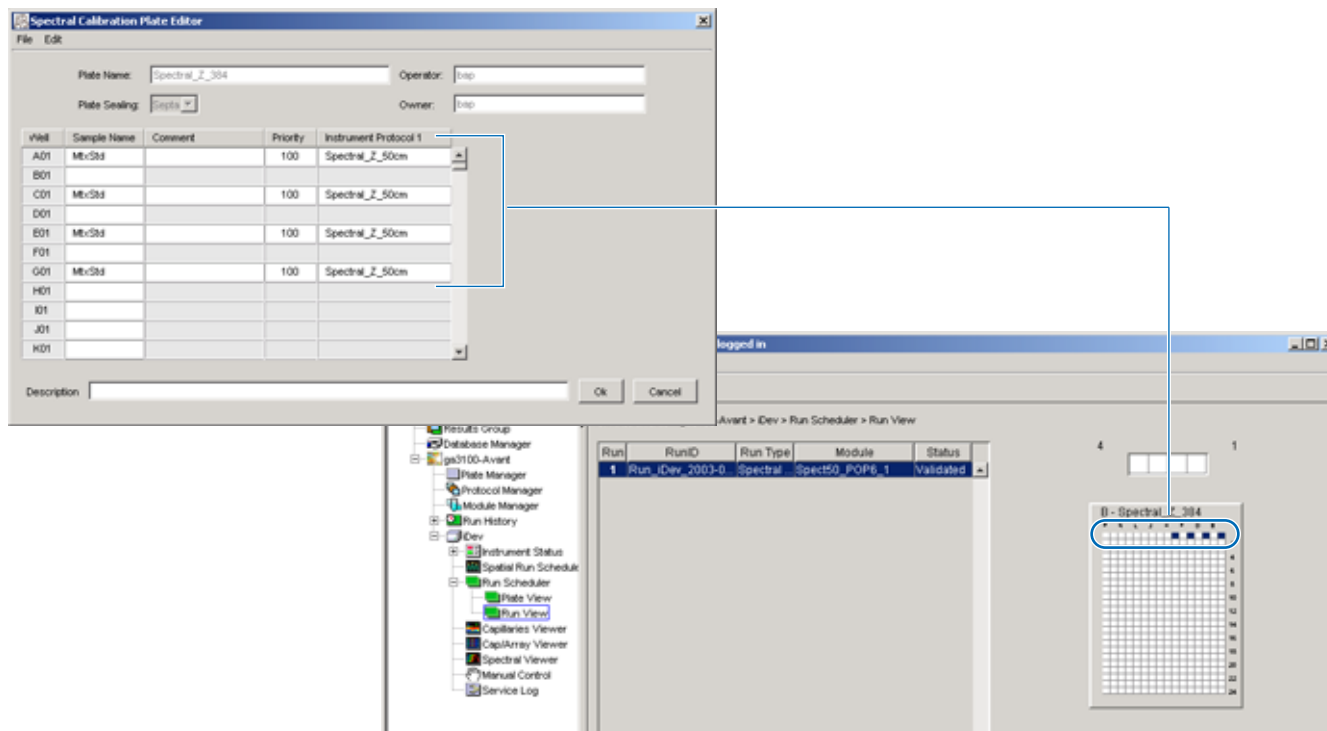 Spectral Calibration Plate Editor
File Edit
Plate Name: Spectral_Z_384 Operator: bap
Plate Sealing: Septa Owner: bap
Well Sample Name Comment Priority Instrument Protocol 1
A01 MtxStd 100 Spectral_Z_50cm
B01
C01 MtxStd 100 Spectral_Z_50cm
D01
E01 MtxStd 100 Spectral_Z_50cm
F01
G01 MtxStd 100 Spectral_Z_50cm
H01
I01
J01
K01
Description Ok Cancel
logged in
-Avant > iDev > Run Scheduler > Run View
Results Group
Database Manager
ga3100-Avant
Plate Manager
Protocol Manager
Module Manager
Run History
iDev
Instrument Status
Spatial Run Schedule
Run Scheduler
Plate View
Run View
Capillaries Viewer
Cap/Array Viewer
Spectral Viewer
Manual Control
Service Log
Run RunID Run Type Module Status
1 Run_iDev_2003-0... Spectral ... Spect50_POP6_1 Validated
4 1
B - Spectral_Z_384
4
6
8
10
12
14
16
18
20
22
24